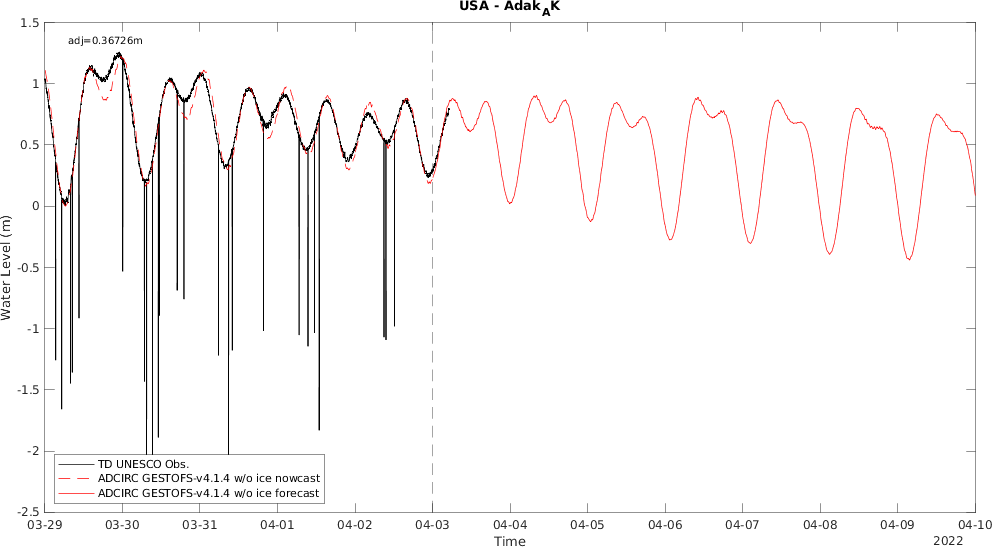 USA - Adak_AK
1.5
adj=0.36726m
1
0.5
0
-0.5
-1
-1.5
-2
-2.5
Water Level (m)
TD UNESCO Obs.
ADCIRC GESTOFS-v4.1.4 w/o ice nowcast
ADCIRC GESTOFS-v4.1.4 w/o ice forecast
03-29 03-30 03-31 04-01 04-02 04-03 04-04 04-05 04-06 04-07 04-08 04-09 04-10
Time
2022